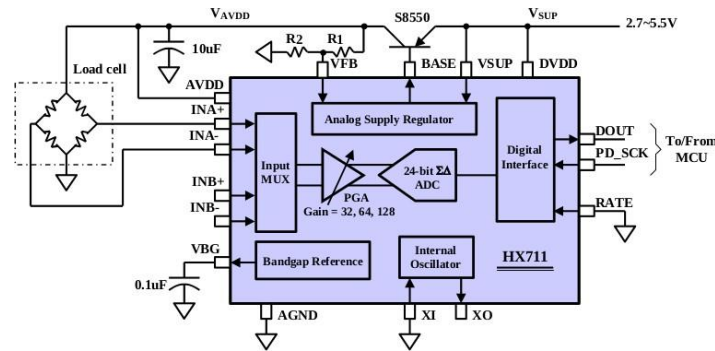 V_AVDD
S8550
V_SUP
2.7~5.5V
R2
R1
10uF
VFB
BASE
VSUP
DVDD
Load cell
AVDD
INA+
INA-
INB+
INB-
VBG
0.1uF
Analog Supply Regulator
Input
MUX
PGA
Gain = 32, 64, 128
24-bit ΣΔ
ADC
Digital
Interface
DOUT
PD_SCK
To/From
MCU
RATE
Bandgap Reference
Internal
Oscillator
HX711
AGND
XI
XO